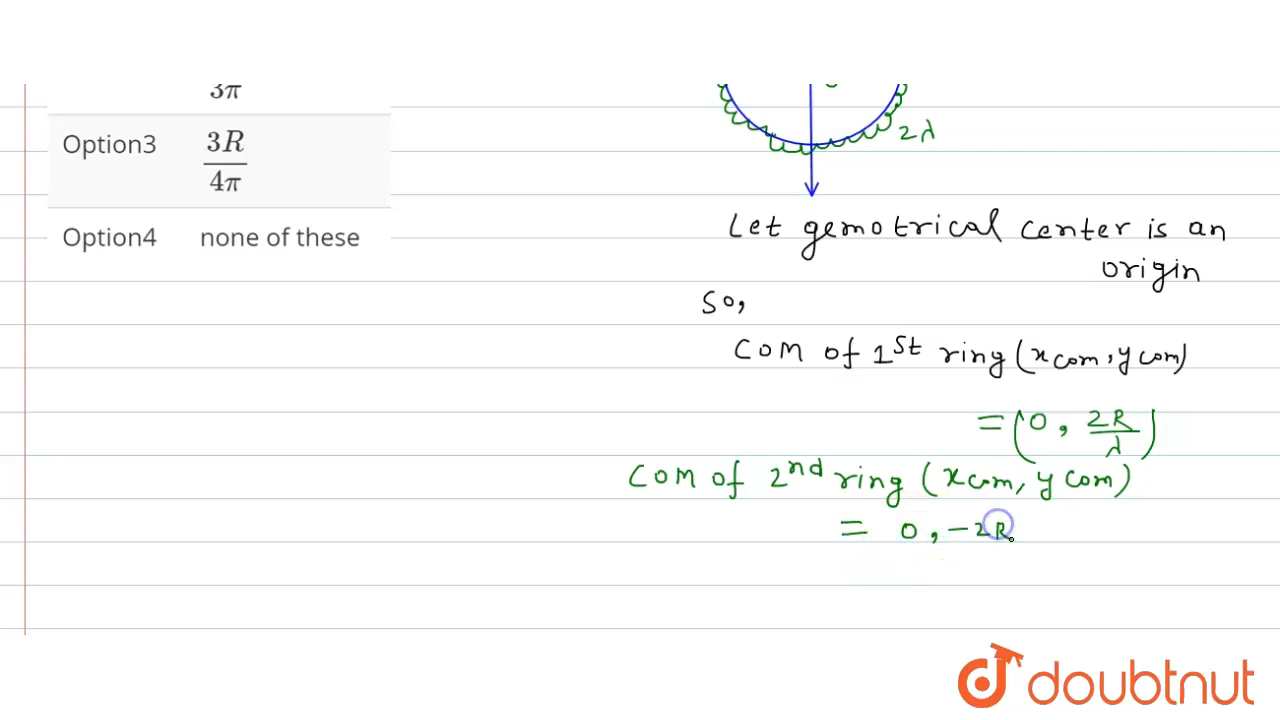 3π
Option3 3R
4π
Option4 none of these
2λ
Let gemotrical center is an
origin
so,
COM of 1st ring (xcom, ycom)
= (0, 2R/λ)
COM of 2nd ring (xcom, ycom)
= 0, -2R
doubtnut